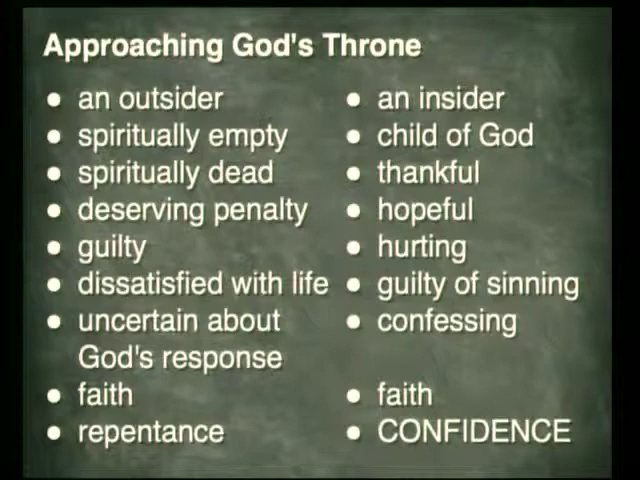 Approaching God's Throne
• an outsider
• spiritually empty
• spiritually dead
• deserving penalty
• guilty
• dissatisfied with life
• uncertain about
God's response
• faith
• repentance
• an insider
• child of God
• thankful
• hopeful
• hurting
• guilty of sinning
• confessing
• faith
• CONFIDENCE